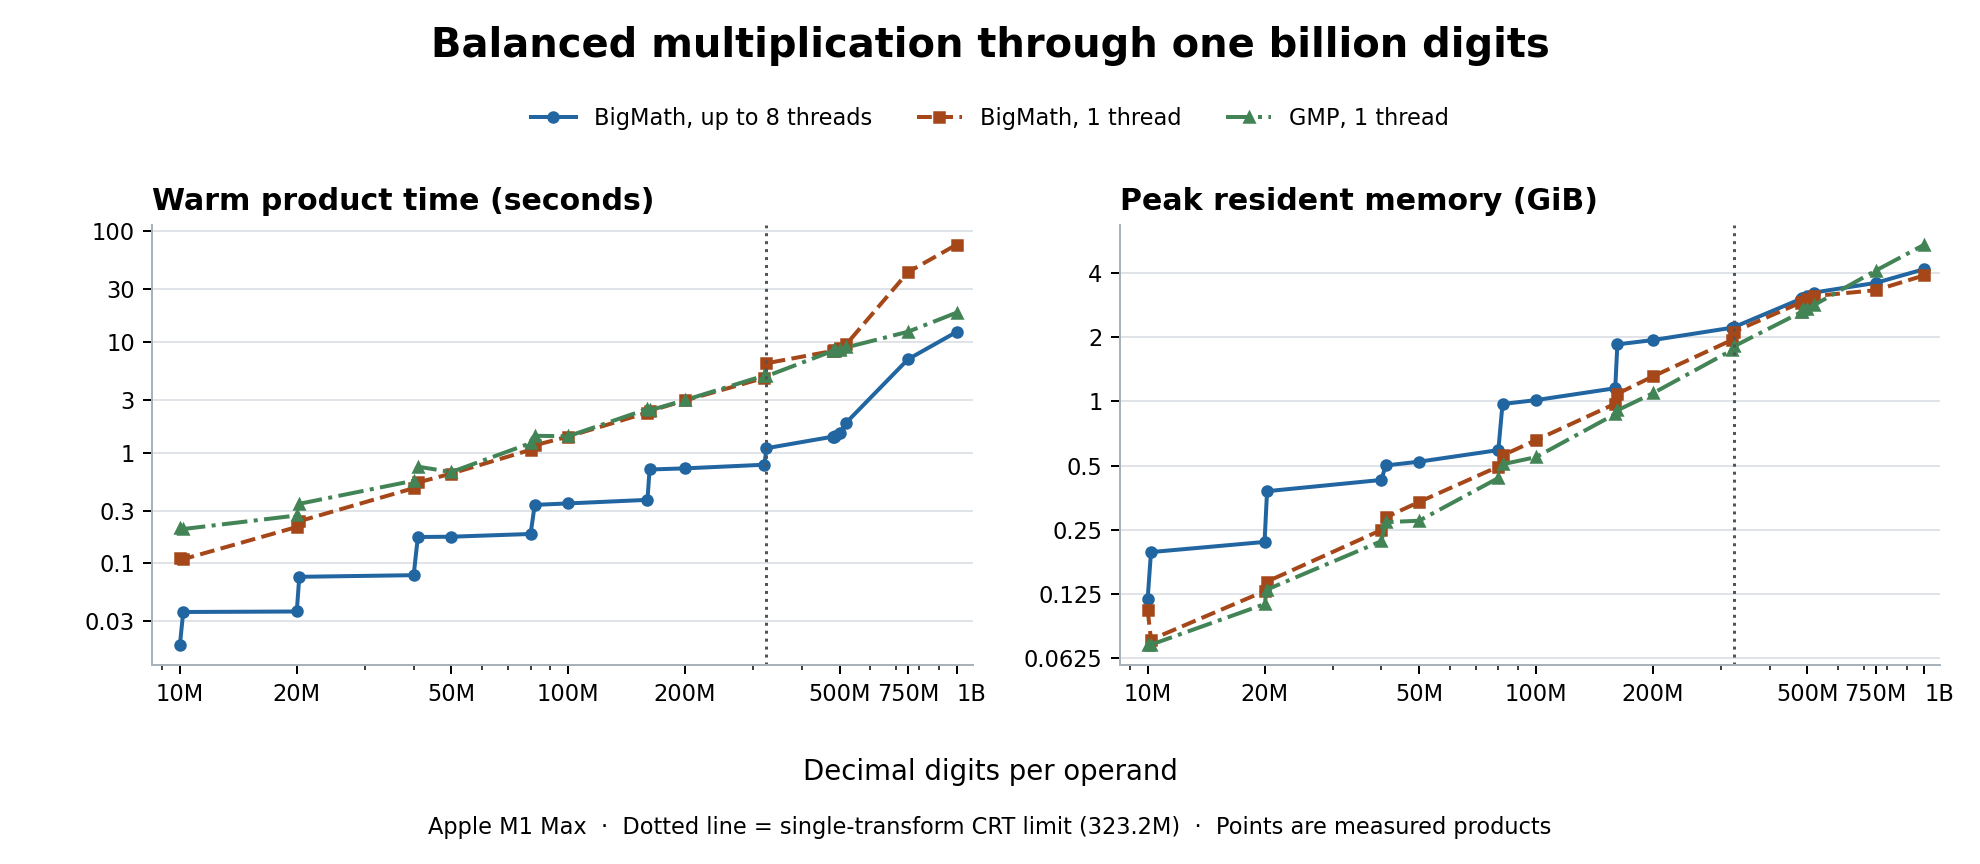 Balanced multiplication through one billion digits
BigMath, up to 8 threads
BigMath, 1 thread
GMP, 1 thread
Warm product time (seconds)
100
30
10
3
1
0.3
0.1
0.03
10M 20M 50M 100M 200M 500M 750M 1B
Peak resident memory (GiB)
4
2
1
0.5
0.25
0.125
0.0625
10M 20M 50M 100M 200M 500M 750M 1B
Decimal digits per operand
Apple M1 Max · Dotted line = single-transform CRT limit (323.2M) · Points are measured products